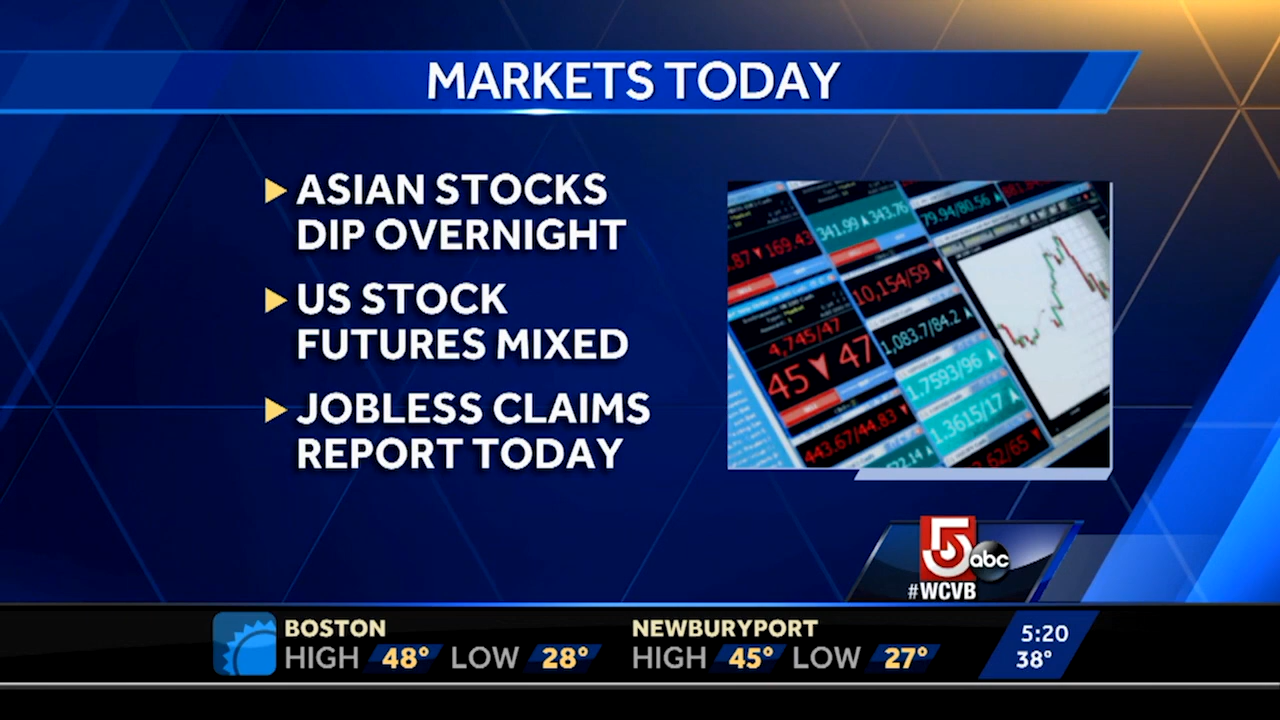 MARKETS TODAY
ASIAN STOCKS
DIP OVERNIGHT
US STOCK
FUTURES MIXED
JOBLESS CLAIMS
REPORT TODAY
.87 169.43
341.99 343.76
79.94/80.56
10,154/59
4,745/47
45 47
1,083.7/84.2
1.7593/96
1.3615/17
443.67/44.83
5 abc
#WCVB
BOSTON
HIGH 48° LOW 28°
NEWBURYPORT
HIGH 45° LOW 27°
5:20
38°